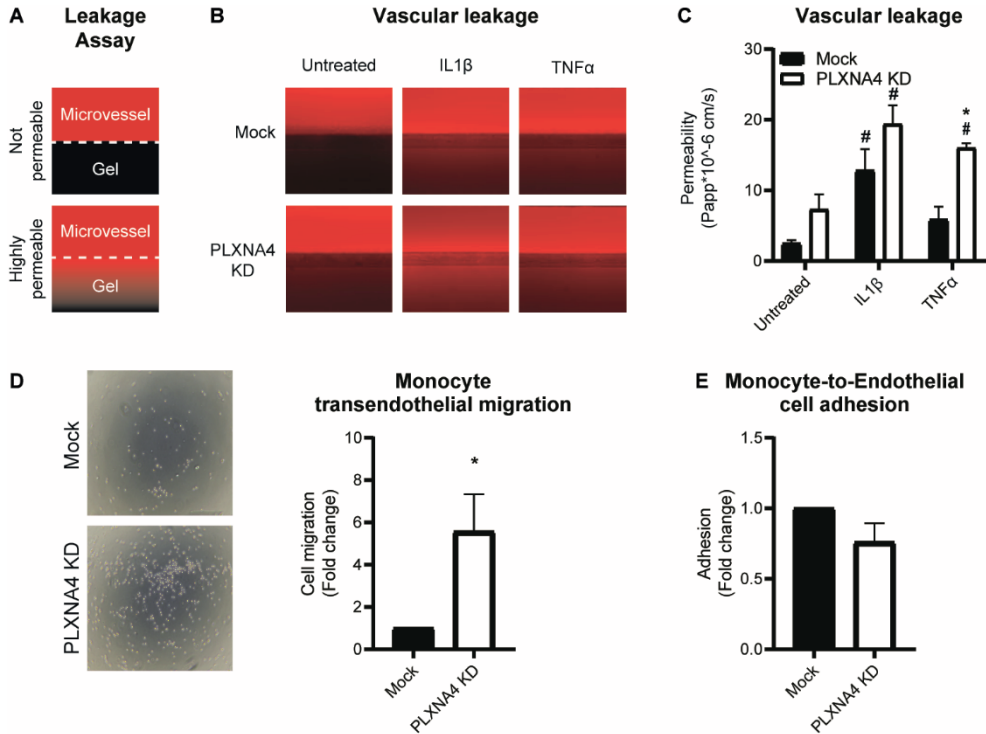 A
Leakage
Assay
Not
permeable
Microvessel
Gel
Highly
permeable
Microvessel
Gel
B
Vascular leakage
Untreated
IL1β
TNFα
Mock
PLXNA4
KD
C
Vascular leakage
Mock
PLXNA4 KD
Permeability
(Papp*10^-6 cm/s)
30
20
10
0
#
#
*
#
Untreated
IL1β
TNFα
D
Mock
PLXNA4 KD
Monocyte
transendothelial migration
Cell migration
(Fold change)
10
8
6
4
2
0
*
Mock
PLXNA4 KD
E
Monocyte-to-Endothelial
cell adhesion
Adhesion
(Fold change)
1.5
1.0
0.5
0.0
Mock
PLXNA4 KD